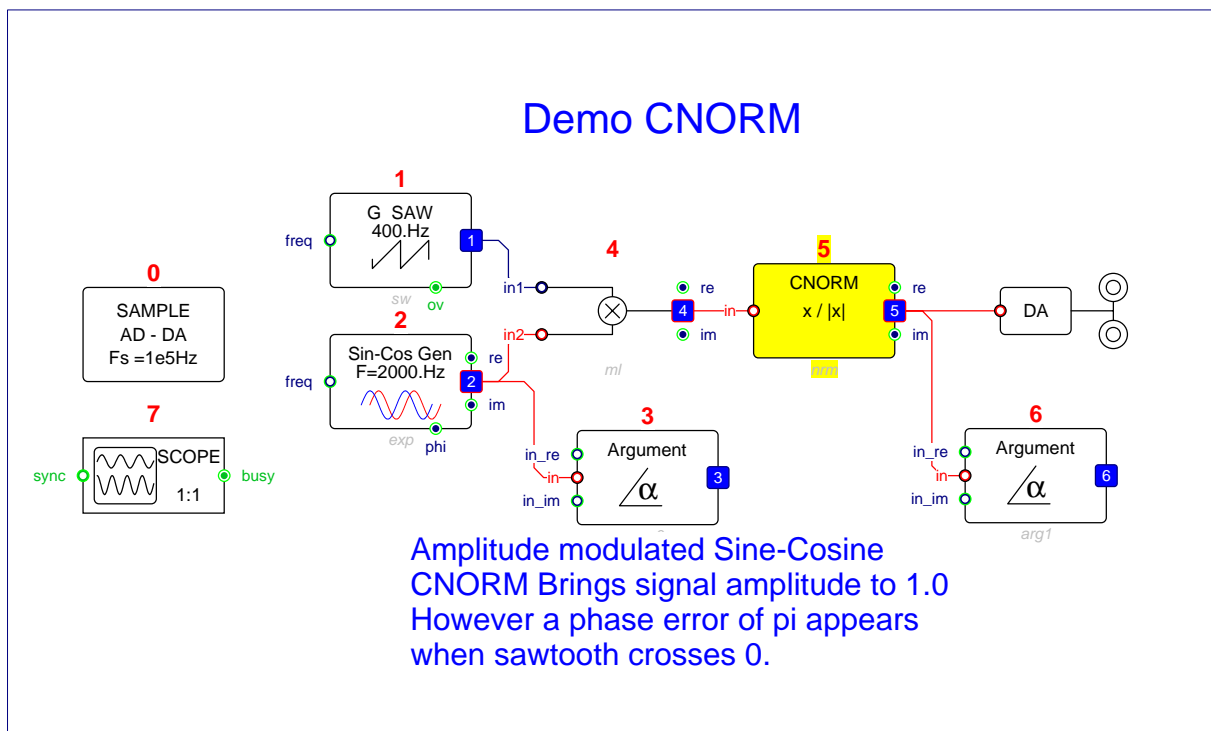 Demo CNORM
1
G SAW
400.Hz
freq
1
sw
ov
0
SAMPLE
AD - DA
Fs =1e5Hz
2
Sin-Cos Gen
F=2000.Hz
freq
re
2
im
exp
phi
4
in1
in2
ml
re
4
im
5
CNORM
x / |x|
in
nrm
re
5
im
DA
7
SCOPE
1:1
sync
busy
3
Argument
α
in_re
in
in_im
3
6
Argument
α
in_re
in
in_im
6
arg1
Amplitude modulated Sine-Cosine
CNORM Brings signal amplitude to 1.0
However a phase error of pi appears
when sawtooth crosses 0.